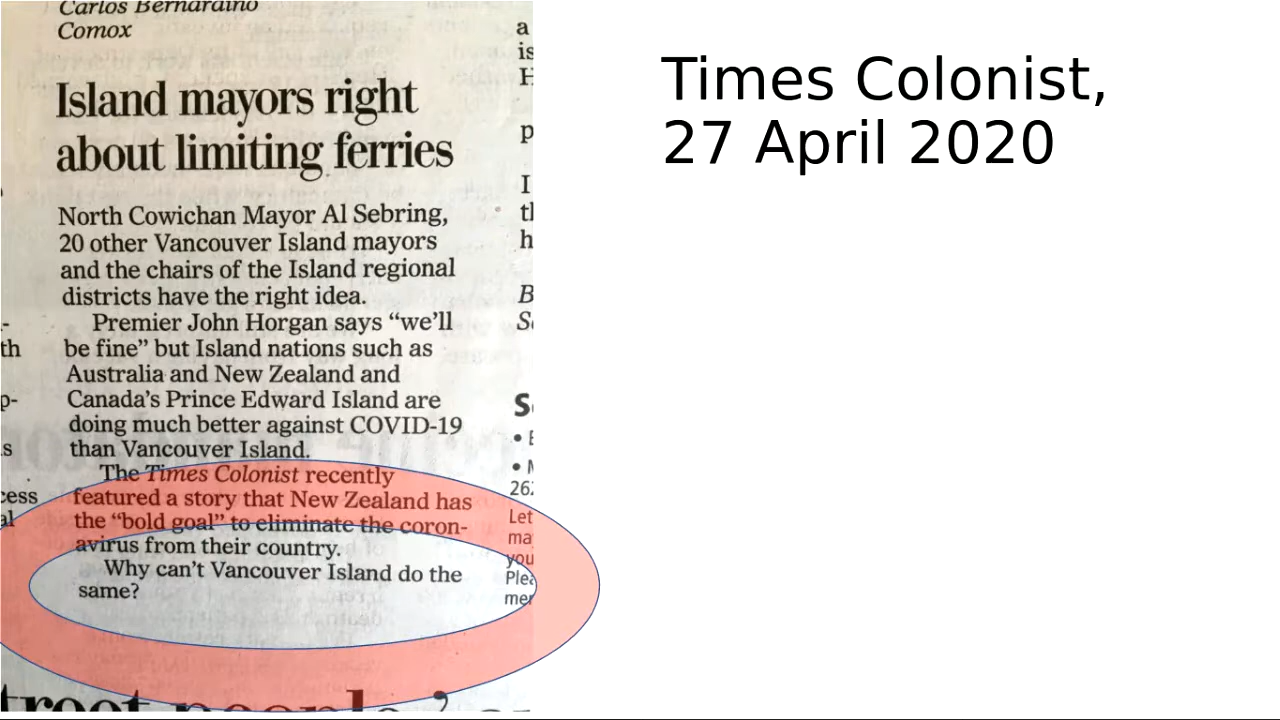 Carlos Bernardino
Comox
Island mayors right
about limiting ferries
North Cowichan Mayor Al Sebring,
20 other Vancouver Island mayors
and the chairs of the Island regional
districts have the right idea.
Premier John Horgan says “we’ll
be fine” but Island nations such as
Australia and New Zealand and
Canada’s Prince Edward Island are
doing much better against COVID-19
than Vancouver Island.
The Times Colonist recently
featured a story that New Zealand has
the “bold goal” to eliminate the coron-
avirus from their country.
Why can’t Vancouver Island do the
same?
Times Colonist,
27 April 2020